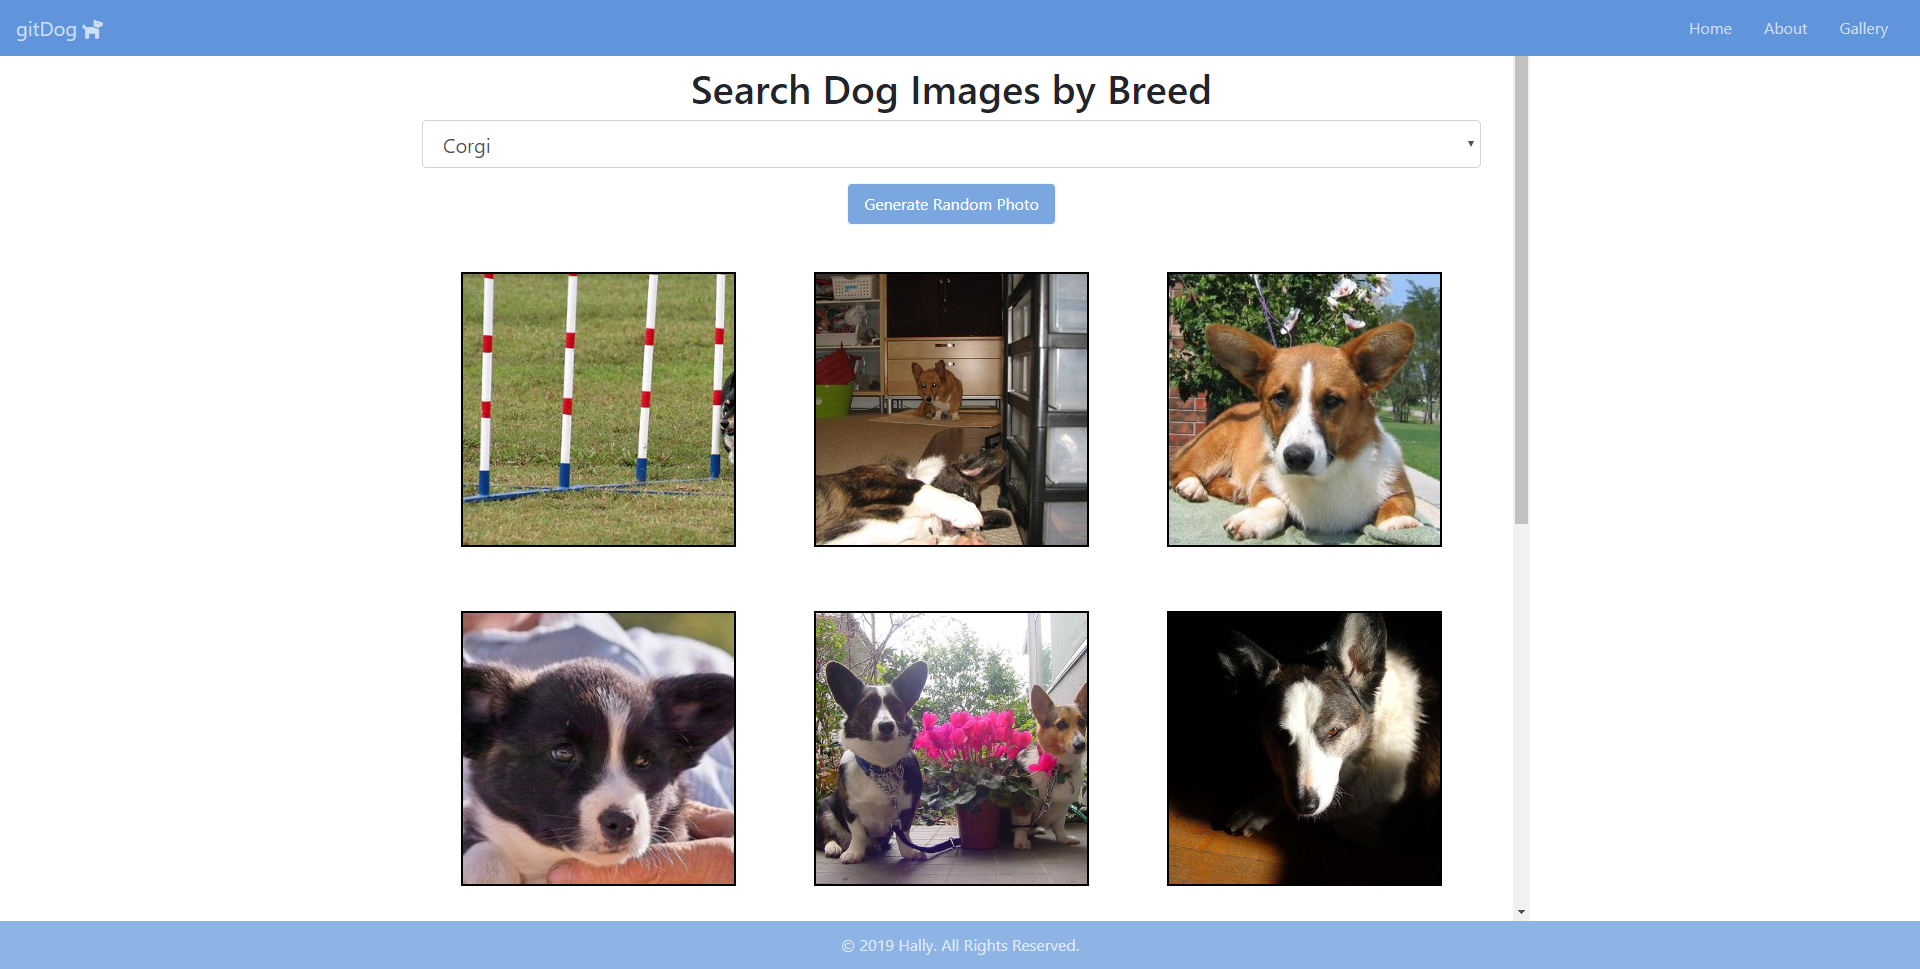 gitDog
Home About Gallery
Search Dog Images by Breed
Corgi
Generate Random Photo
© 2019 Hally. All Rights Reserved.